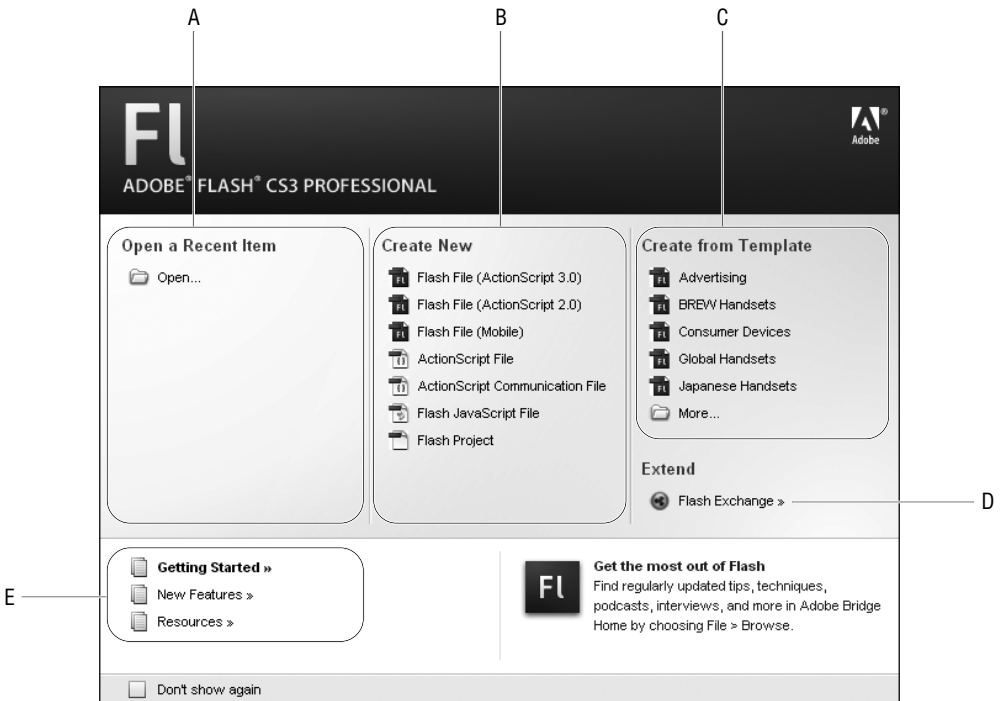 A
B
C
Fl
ADOBE® FLASH® CS3 PROFESSIONAL
Adobe®
Open a Recent Item
Open...
Create New
Flash File (ActionScript 3.0)
Flash File (ActionScript 2.0)
Flash File (Mobile)
ActionScript File
ActionScript Communication File
Flash JavaScript File
Flash Project
Create from Template
Advertising
BREW Handsets
Consumer Devices
Global Handsets
Japanese Handsets
More...
Extend
Flash Exchange »
D
E
Getting Started »
New Features »
Resources »
Fl
Get the most out of Flash
Find regularly updated tips, techniques,
podcasts, interviews, and more in Adobe Bridge
Home by choosing File > Browse.
Don't show again